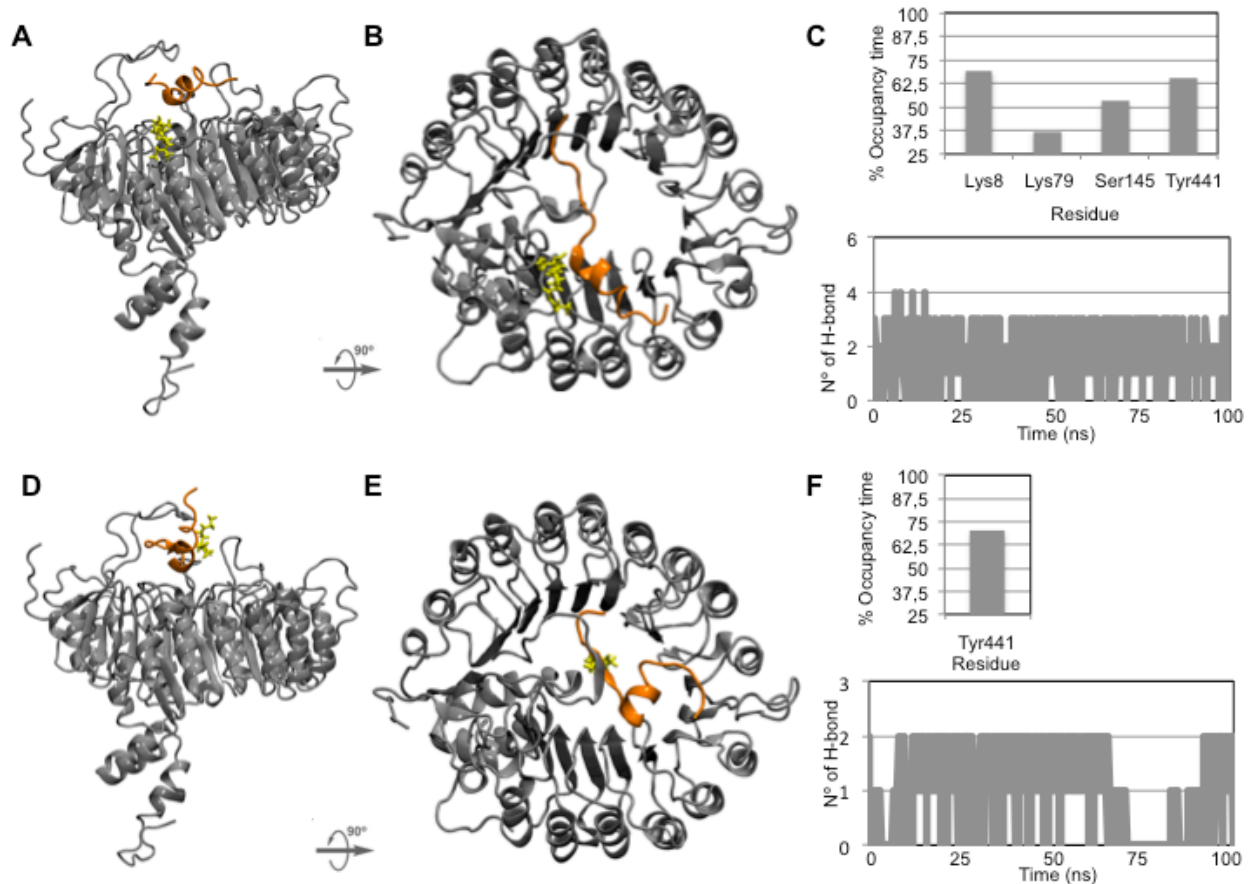 A
B
C
% Occupancy time
100
87,5
75
62,5
50
37,5
25
Lys8 Lys79 Ser145 Tyr441
Residue
N° of H-bond
6
4
2
0
0 25 50 75 100
Time (ns)
90°
D
E
F
% Occupancy time
100
87,5
75
62,5
50
37,5
25
Tyr441
Residue
N° of H-bond
3
2
1
0
0 25 50 75 100
Time (ns)
90°